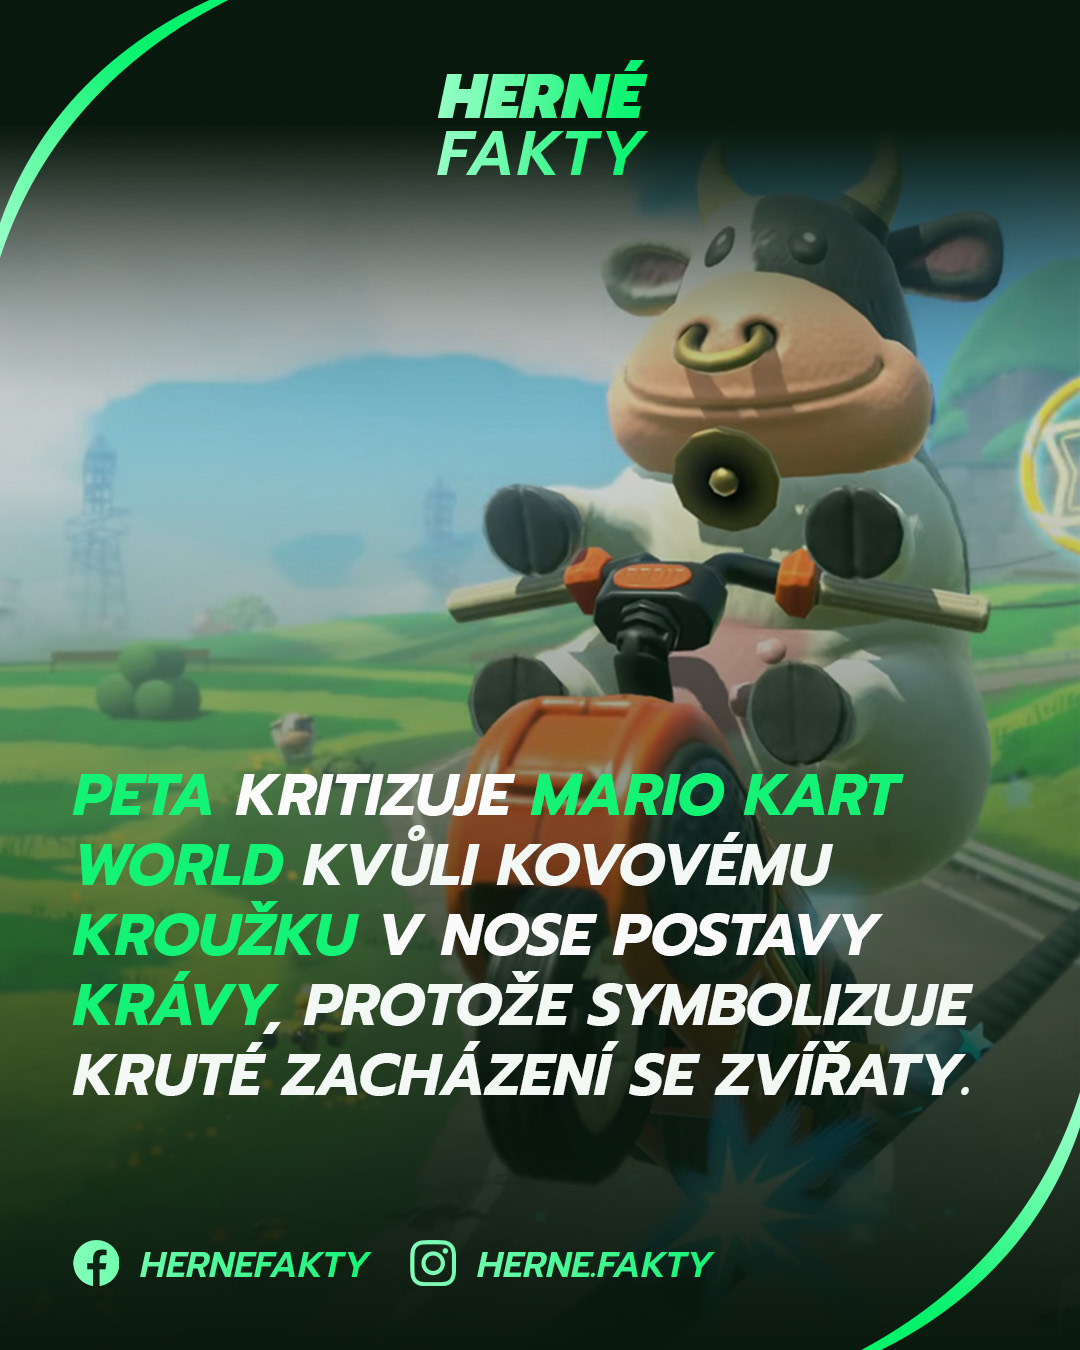 HERNÉ
FAKTY
PETA KRITIZUJE MARIO KART
WORLD KVŮLI KOVOVÉMU
KROUŽKU V NOSE POSTAVY
KRÁVY, PROTOŽE SYMBOLIZUJE
KRUTÉ ZACHÁZENÍ SE ZVÍŘATY.
HERNEFAKTY HERNE.FAKTY